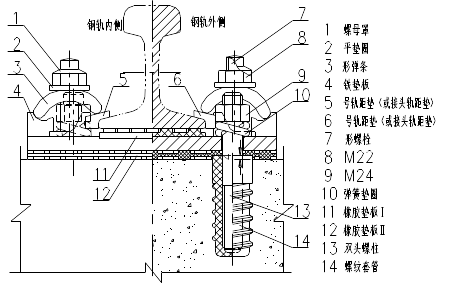 钢轨内侧
钢轨外侧
1
2
3
4
5
6
7
8
9
10
11
12
13
14
1 螺母罩
2 平垫圈
3 形弹条
4 铁垫板
5 号轨距垫(或接头轨距垫)
6 号轨距垫(或接头轨距垫)
7 形螺栓
8 M22
9 M24
10 弹簧垫圈
11 橡胶垫板Ⅰ
12 橡胶垫板Ⅱ
13 双头螺柱
14 螺纹套管